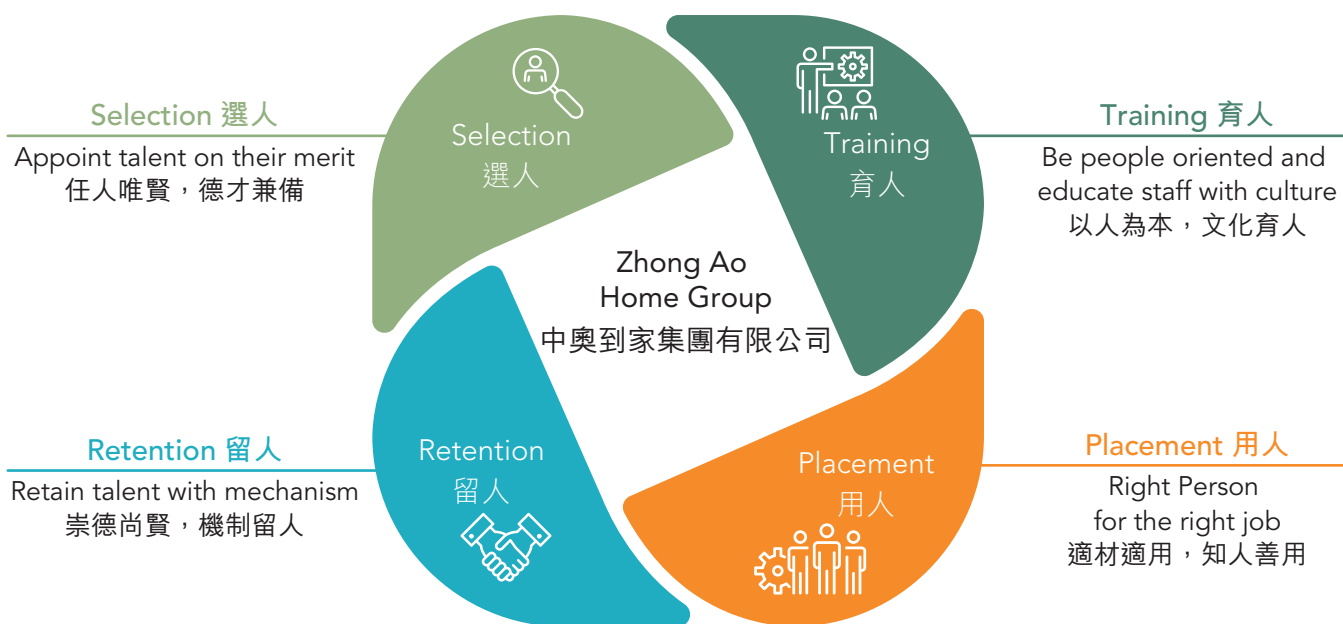 Selection 選人
Appoint talent on their merit
任人唯賢，德才兼備
Selection
選人
Training
育人
Training 育人
Be people oriented and
educate staff with culture
以人為本，文化育人
Zhong Ao
Home Group
中奧到家集團有限公司
Retention 留人
Retain talent with mechanism
崇德尚賢，機制留人
Retention
留人
Placement
用人
Placement 用人
Right Person
for the right job
適材適用，知人善用